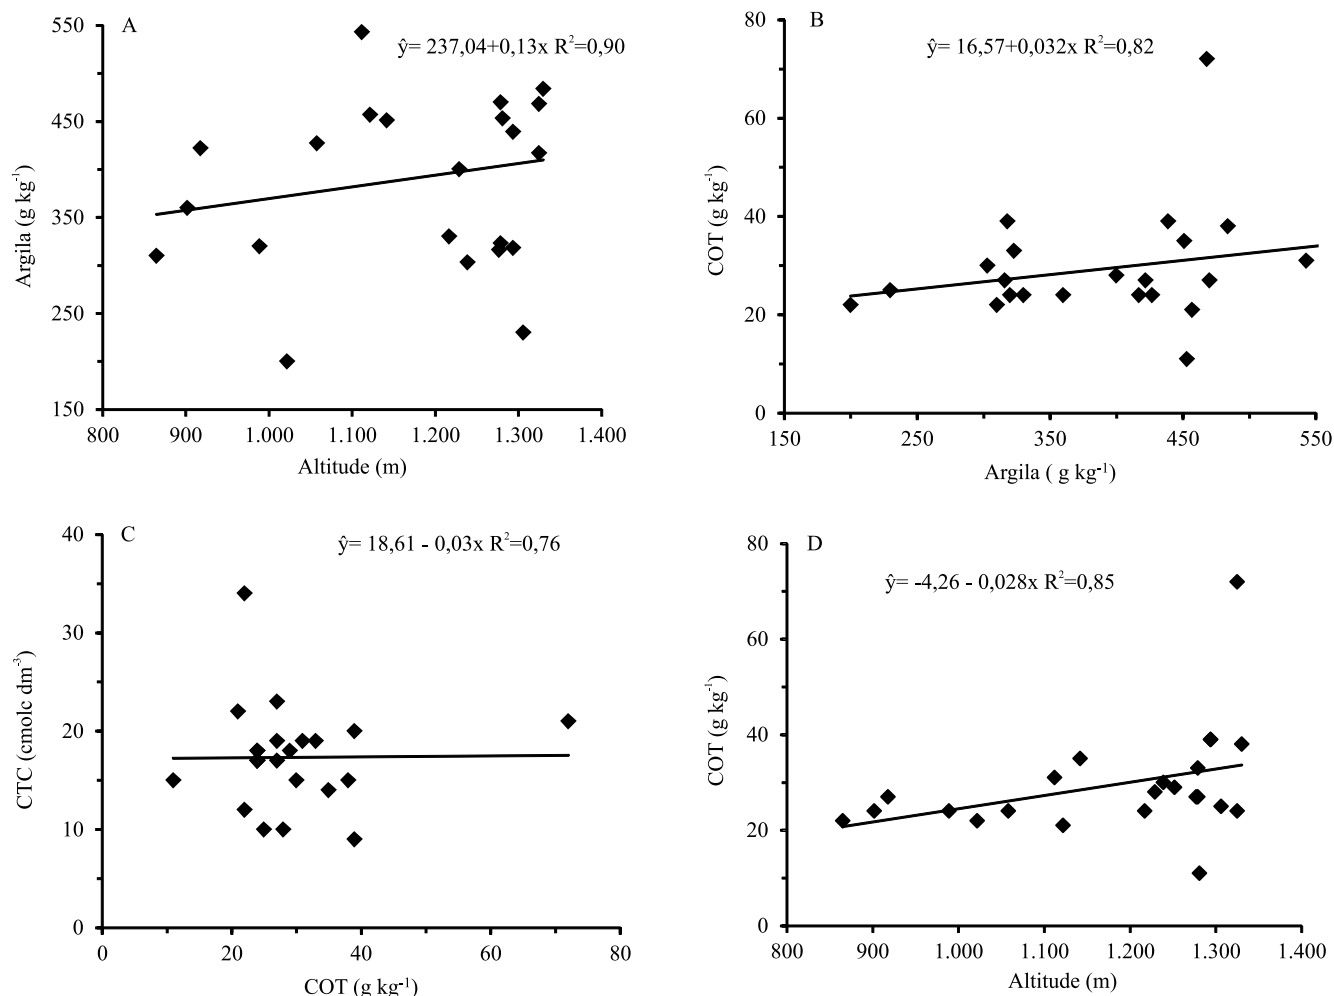 A
ŷ= 237,04+0,13x R²=0,90
550
450
350
250
150
Argila (g kg⁻¹)
800 900 1.000 1.100 1.200 1.300 1.400
Altitude (m)
B
ŷ= 16,57+0,032x R²=0,82
80
60
40
20
0
COT (g kg⁻¹)
150 250 350 450 550
Argila ( g kg⁻¹)
C
ŷ= 18,61 - 0,03x R²=0,76
40
30
20
10
0
CTC (cmolc dm⁻³)
0 20 40 60 80
COT (g kg⁻¹)
D
ŷ= -4,26 - 0,028x R²=0,85
80
60
40
20
0
COT (g kg⁻¹)
800 900 1.000 1.100 1.200 1.300 1.400
Altitude (m)